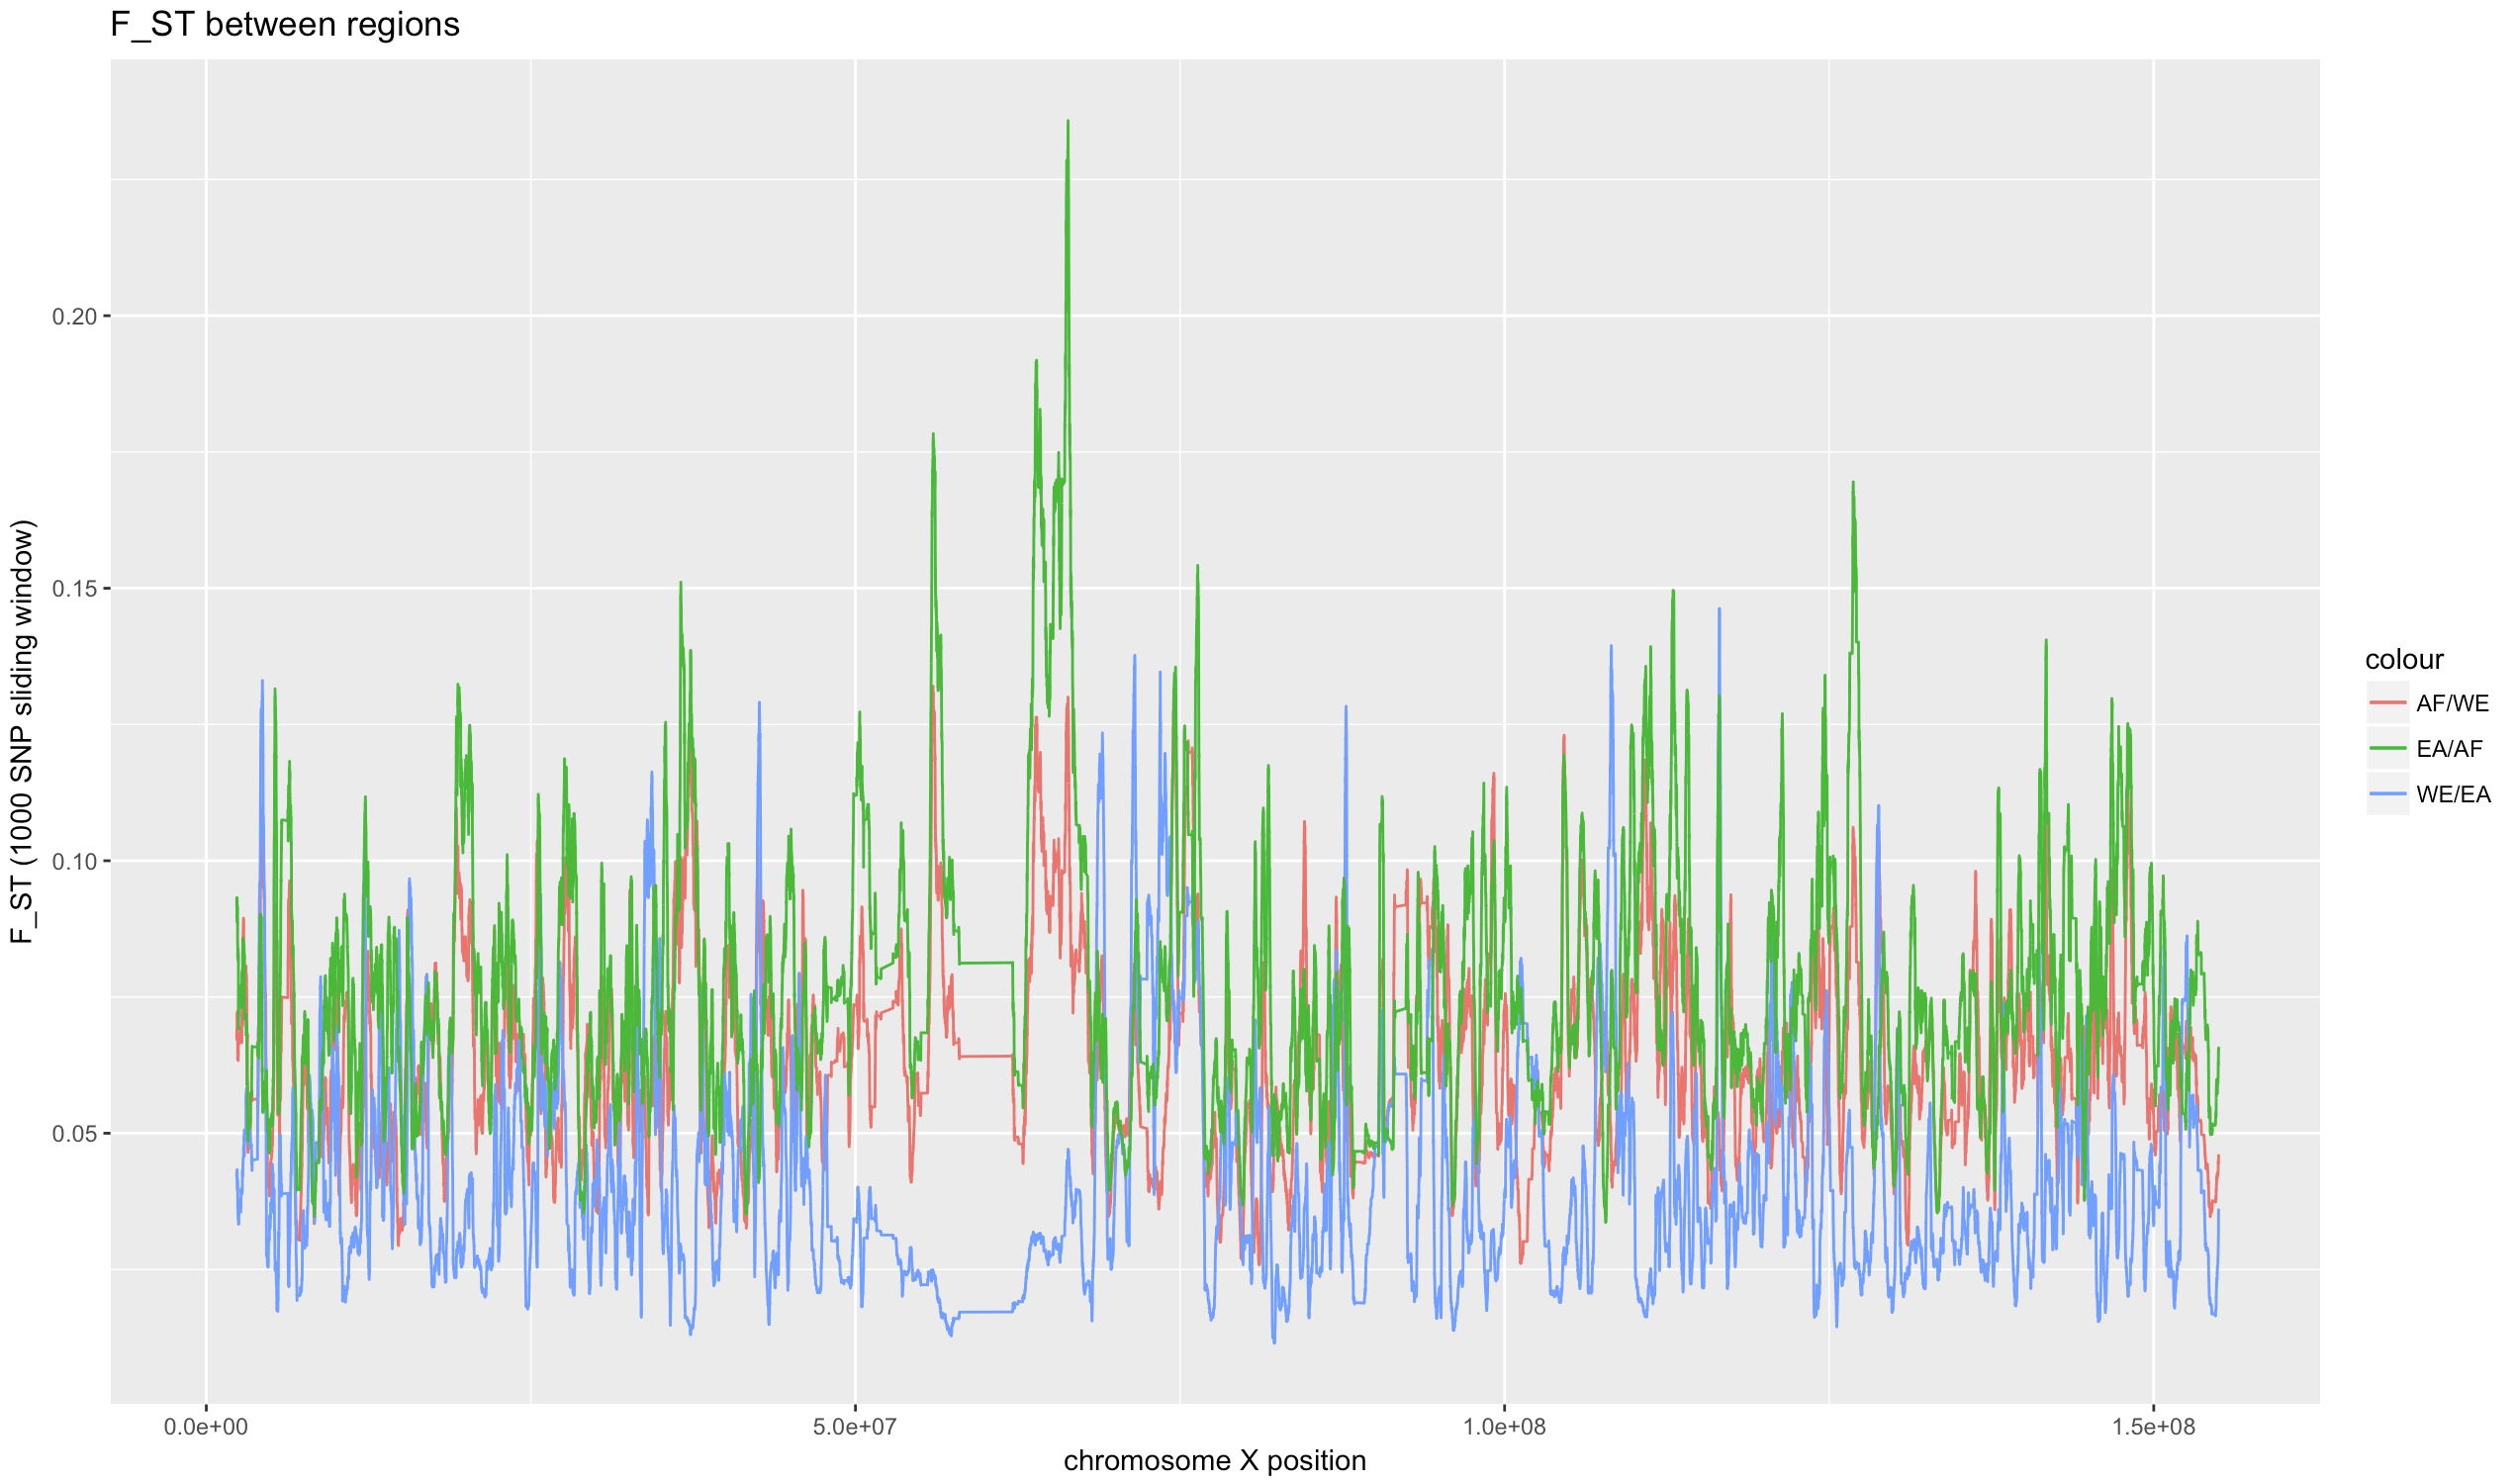 F_ST between regions
F_ST (1000 SNP sliding window)
0.20
0.15
0.10
0.05
0.0e+00
5.0e+07
1.0e+08
1.5e+08
chromosome X position
colour
AF/WE
EA/AF
WE/EA